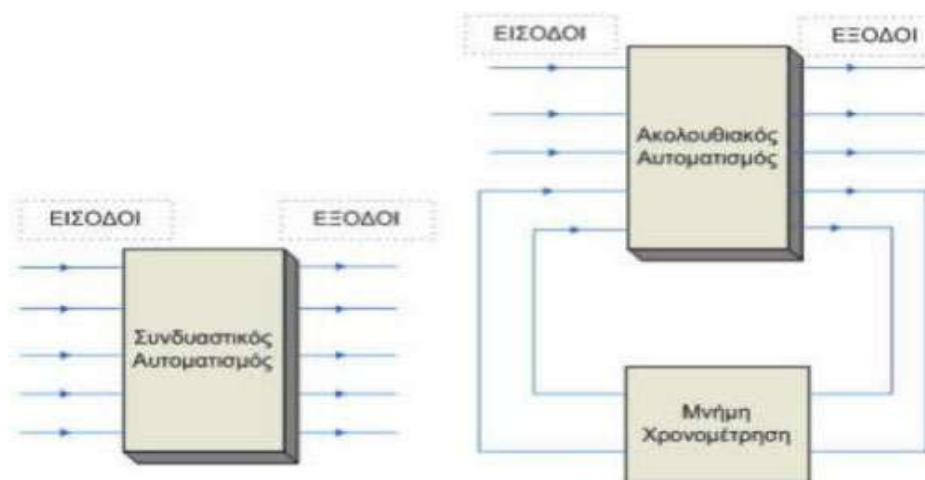 ΕΙΣΟΔΟΙ
ΕΞΟΔΟΙ
Συνδυαστικός
Αυτοματισμός
ΕΙΣΟΔΟΙ
ΕΞΟΔΟΙ
Ακολουθιακός
Αυτοματισμός
Μνήμη
Χρονομέτρηση